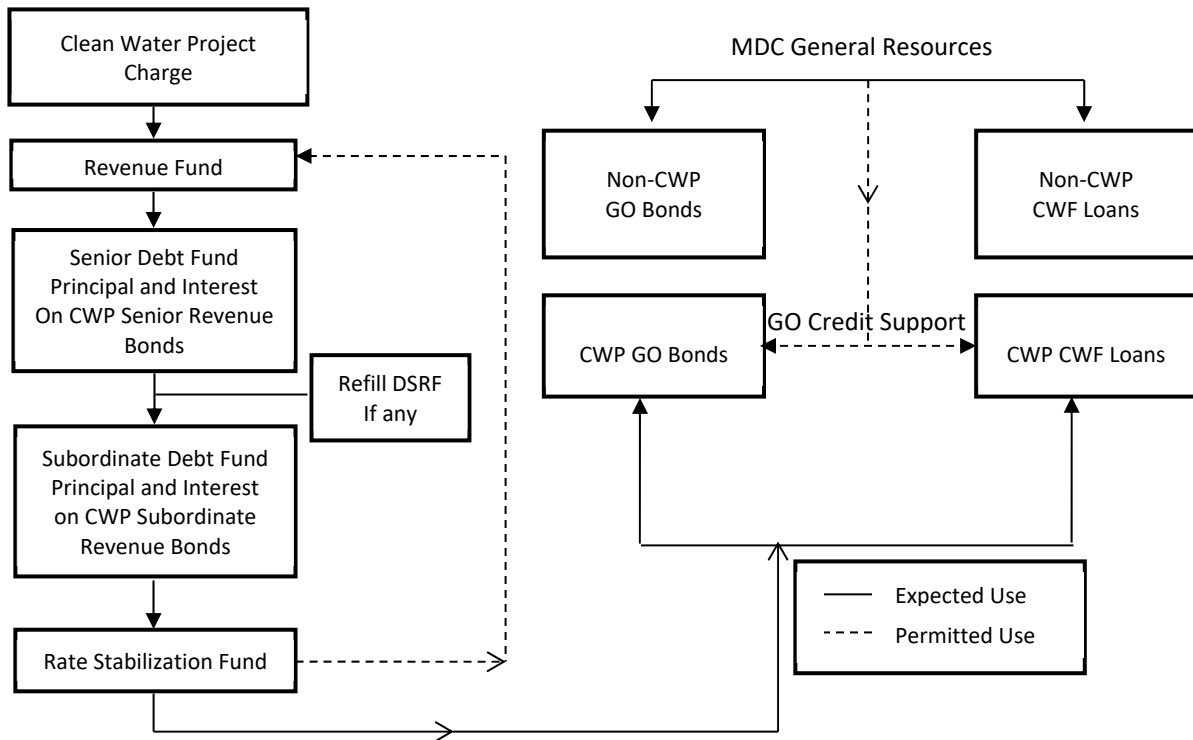 Clean Water Project
Charge
Revenue Fund
Senior Debt Fund
Principal and Interest
On CWP Senior Revenue
Bonds
Refill DSRF
If any
Subordinate Debt Fund
Principal and Interest
on CWP Subordinate
Revenue Bonds
Rate Stabilization Fund
MDC General Resources
Non-CWP
GO Bonds
Non-CWP
CWF Loans
GO Credit Support
CWP GO Bonds
CWP CWF Loans
Expected Use
Permitted Use